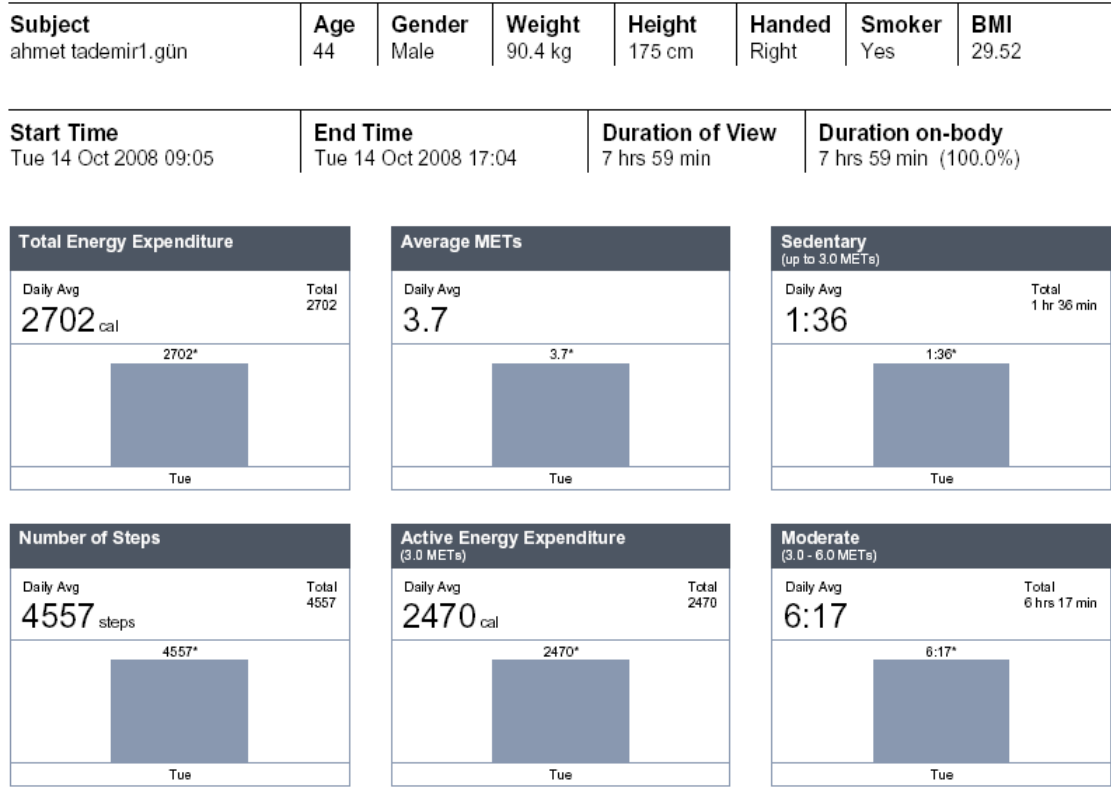 Subject Age Gender Weight Height Handed Smoker BMI
ahmet tademir1.gün 44 Male 90.4 kg 175 cm Right Yes 29.52
Start Time End Time Duration of View Duration on-body
Tue 14 Oct 2008 09:05 Tue 14 Oct 2008 17:04 7 hrs 59 min 7 hrs 59 min (100.0%)
Total Energy Expenditure
Daily Avg Total
2702 cal 2702
2702*
Tue
Average METs
Daily Avg
3.7
3.7*
Tue
Sedentary
(up to 3.0 METs)
Daily Avg Total
1:36 1 hr 36 min
1:36*
Tue
Number of Steps
Daily Avg Total
4557 steps 4557
4557*
Tue
Active Energy Expenditure
(3.0 METs)
Daily Avg Total
2470 cal 2470
2470*
Tue
Moderate
(3.0 - 6.0 METs)
Daily Avg Total
6:17 6 hrs 17 min
6:17*
Tue